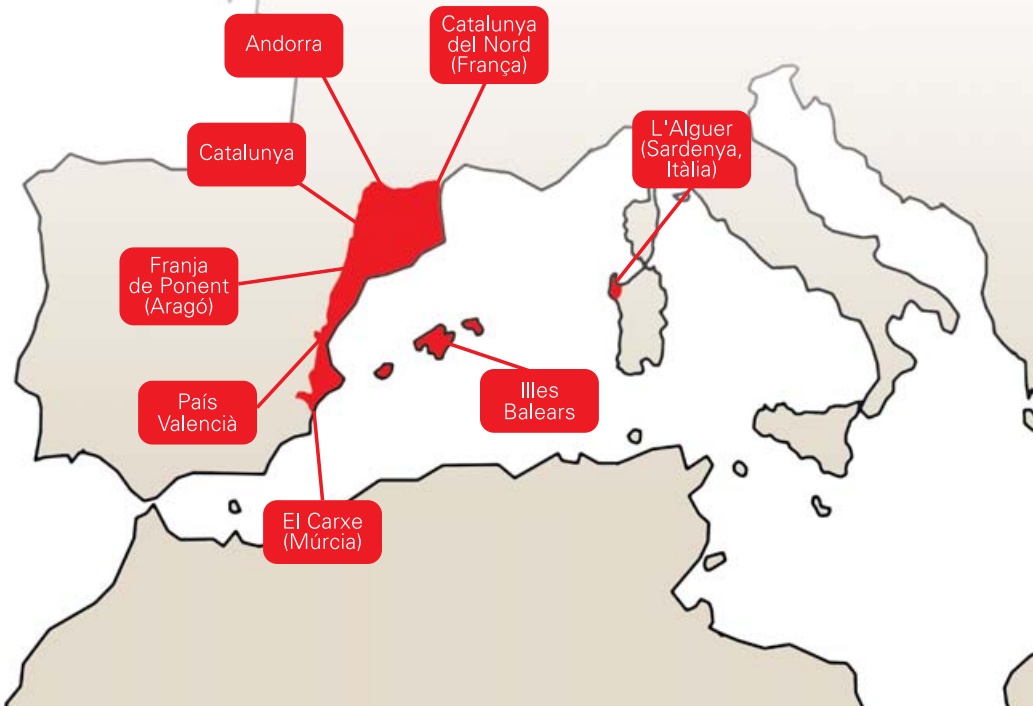 Andorra
Catalunya
del Nord
(França)
L'Alguer
(Sardenya,
Itàlia)
Catalunya
Franja
de Ponent
(Aragó)
País
Valencià
Illes
Balears
El Carxe
(Múrcia)